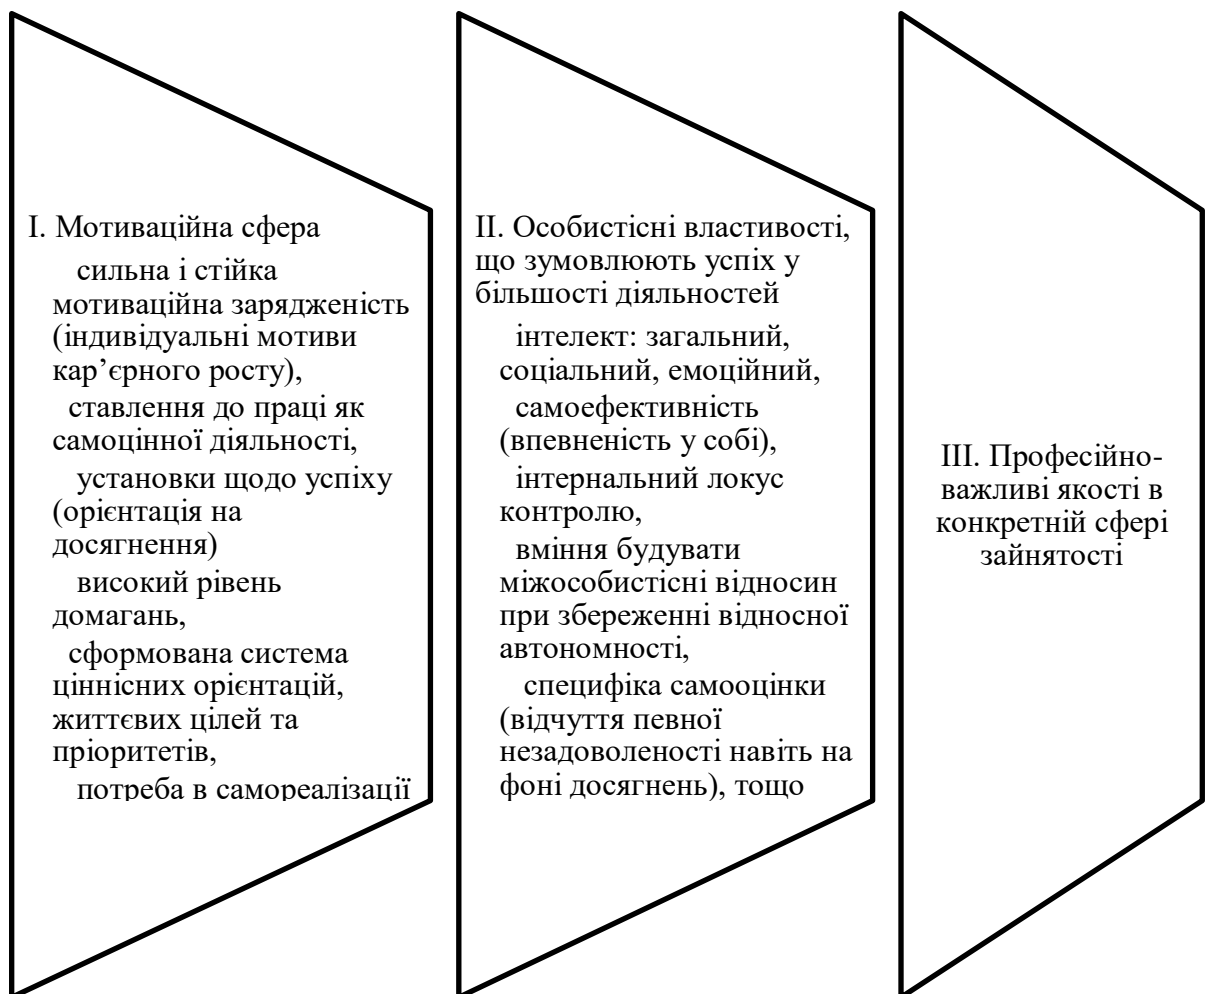 I. Мотиваційна сфера
сильна і стійка
мотиваційна зарядженість
(індивідуальні мотиви
кар’єрного росту),
ставлення до праці як
самоцінної діяльності,
установки щодо успіху
(орієнтація на
досягнення)
високий рівень
домагань,
сформована система
ціннісних орієнтацій,
життєвих цілей та
пріоритетів,
потреба в самореалізації
II. Особистісні властивості,
що зумовлюють успіх у
більшості діяльностей
інтелект: загальний,
соціальний, емоційний,
самоефективність
(впевненість у собі),
інтернальний локус
контролю,
вміння будувати
міжособистісні відносин
при збереженні відносної
автономності,
специфіка самооцінки
(відчуття певної
незадоволеності навіть на
фоні досягнень), тощо
III. Професійно-
важливі якості в
конкретній сфері
зайнятості